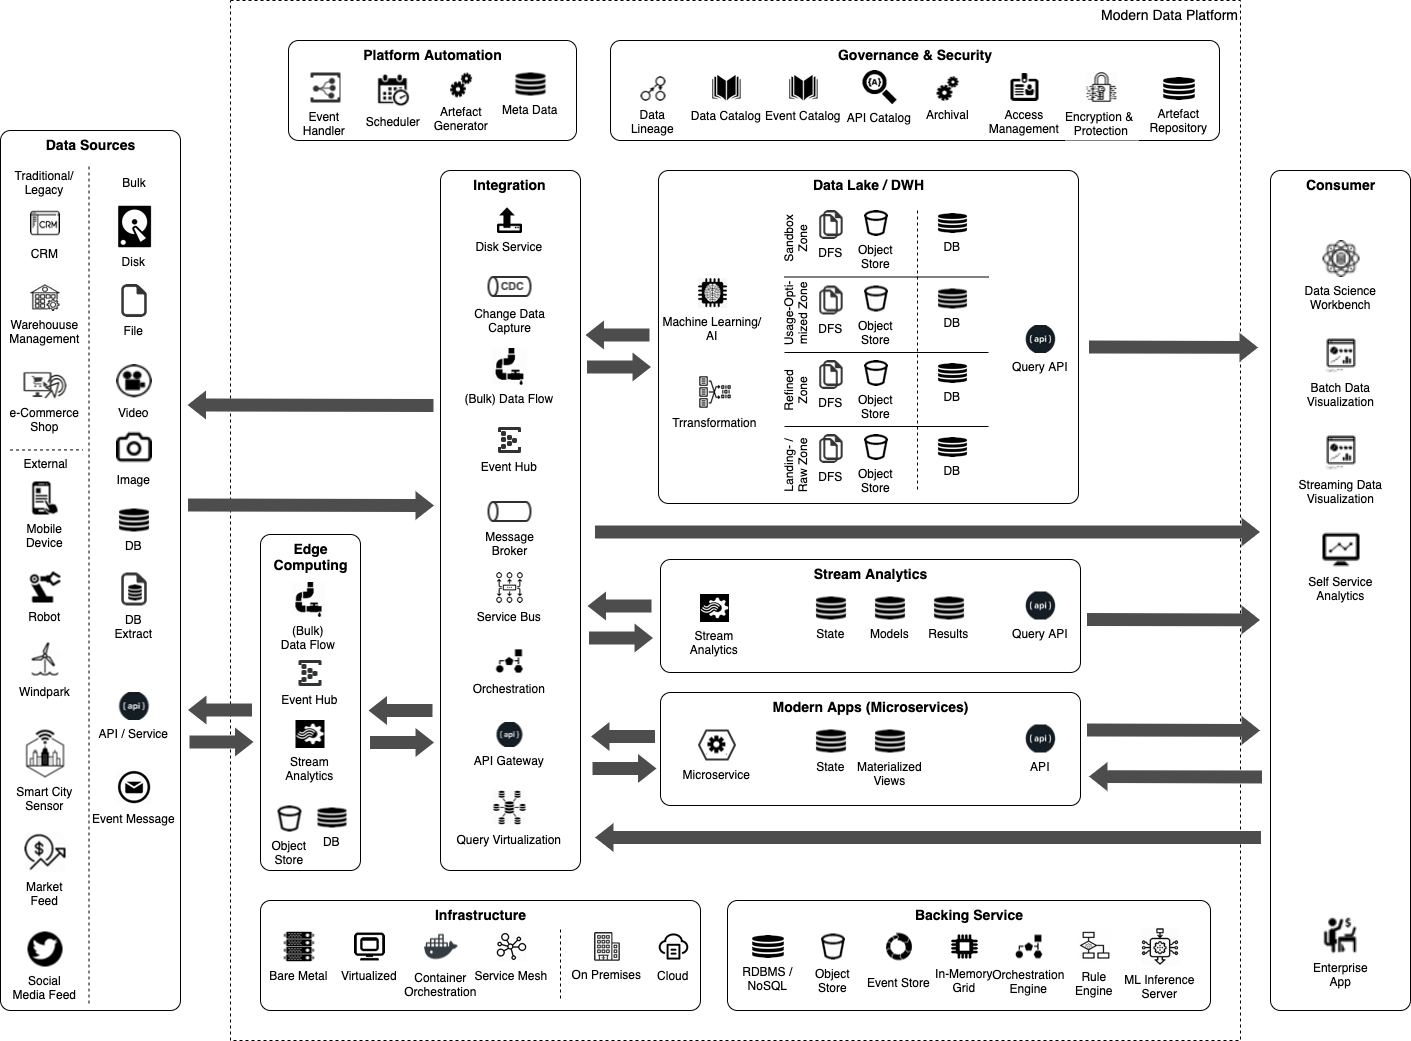 Modern Data Platform
Platform Automation
Event
Handler
Scheduler
Artefact
Generator
Meta Data
Governance & Security
Data
Lineage
Data Catalog
Event Catalog
{A}
API Catalog
Archival
Access
Management
Encryption &
Protection
Artefact
Repository
Data Sources
Traditional/
Legacy
CRM
CRM
Warehouuse
Management
e-Commerce
Shop
External
Mobile
Device
Robot
Windpark
Smart City
Sensor
$
Market
Feed
Social
Media Feed
Bulk
Disk
File
Video
Image
DB
DB
Extract
{api}
API / Service
Event Message
Edge
Computing
(Bulk)
Data Flow
Event Hub
Stream
Analytics
Object
Store
DB
Integration
Disk Service
CDC
Change Data
Capture
(Bulk) Data Flow
Event Hub
Message
Broker
Service Bus
Orchestration
{api}
API Gateway
Query Virtualization
Data Lake / DWH
Machine Learning/
AI
Trransformation
Sandbox
Zone
DFS
Object
Store
DB
Usage-Opti-
mized Zone
DFS
Object
Store
DB
Refined
Zone
DFS
Object
Store
DB
Landing- /
Raw Zone
DFS
Object
Store
DB
{api}
Query API
Stream Analytics
Stream
Analytics
State
Models
Results
{api}
Query API
Modern Apps (Microservices)
Microservice
State
Materialized
Views
{api}
API
Consumer
Data Science
Workbench
Batch Data
Visualization
Streaming Data
Visualization
Self Service
Analytics
$
Enterprise
App
Infrastructure
Bare Metal
Virtualized
Container
Orchestration
Service Mesh
On Premises
Cloud
Backing Service
RDBMS /
NoSQL
Object
Store
Event Store
In-Memory
Grid
Orchestration
Engine
Rule
Engine
ML Inference
Server